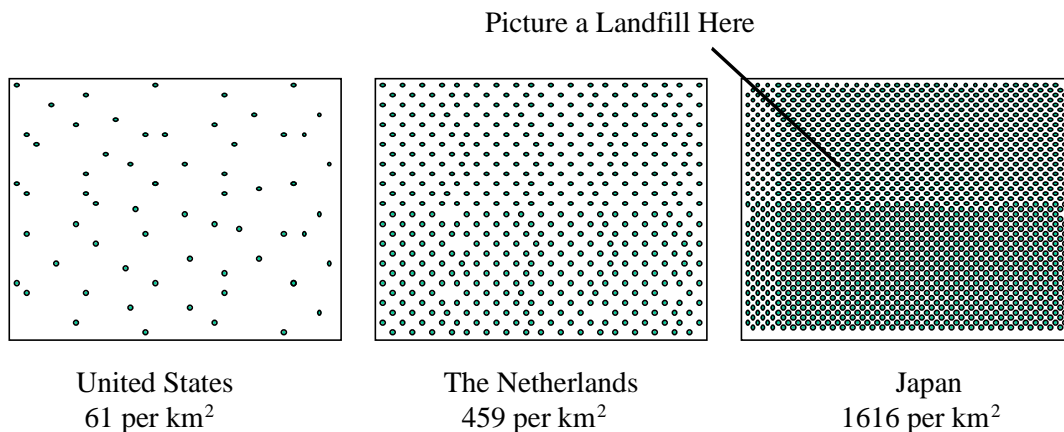 Picture a Landfill Here
United States
61 per km²
The Netherlands
459 per km²
Japan
1616 per km²